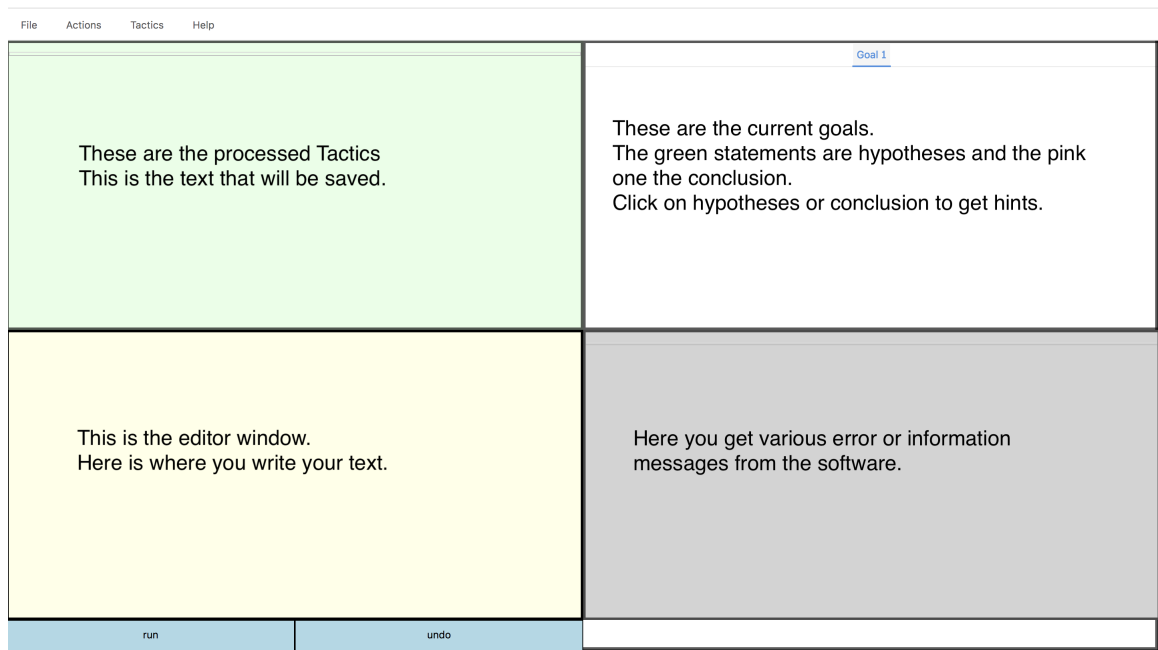 File Actions Tactics Help
Goal 1
These are the processed Tactics
This is the text that will be saved.
These are the current goals.
The green statements are hypotheses and the pink
one the conclusion.
Click on hypotheses or conclusion to get hints.
This is the editor window.
Here is where you write your text.
Here you get various error or information
messages from the software.
run undo